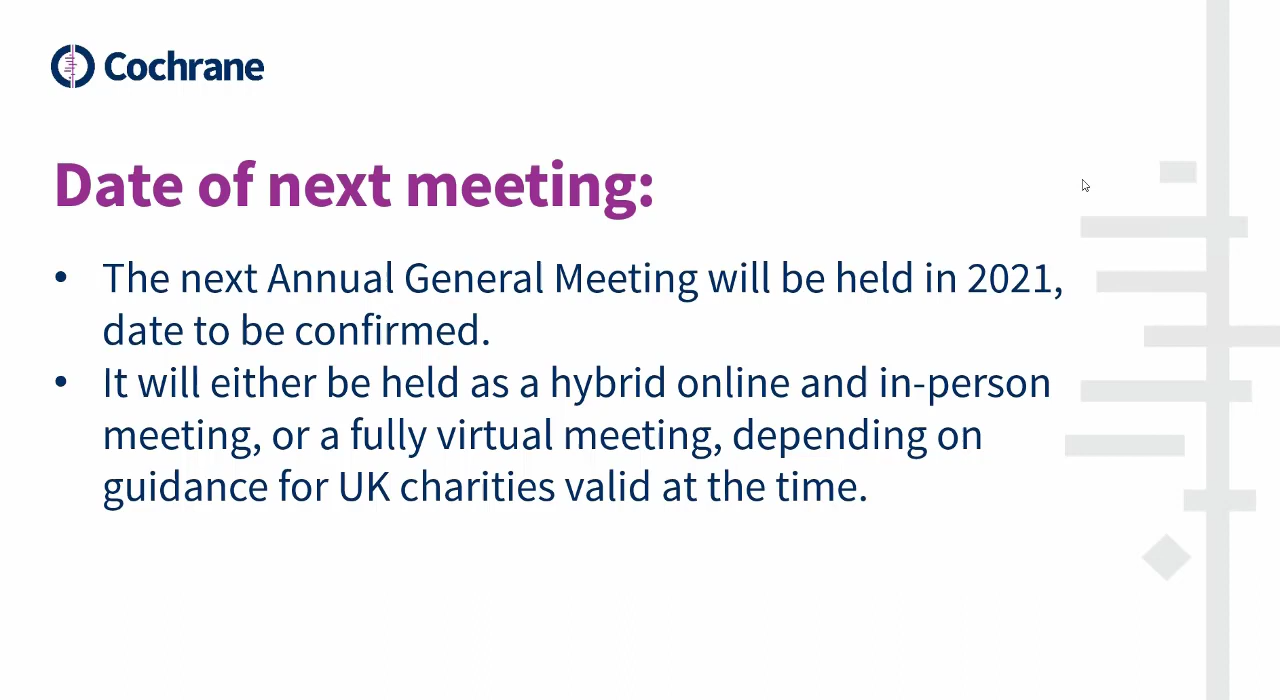 Cochrane
Date of next meeting:
• The next Annual General Meeting will be held in 2021,
date to be confirmed.
• It will either be held as a hybrid online and in-person
meeting, or a fully virtual meeting, depending on
guidance for UK charities valid at the time.